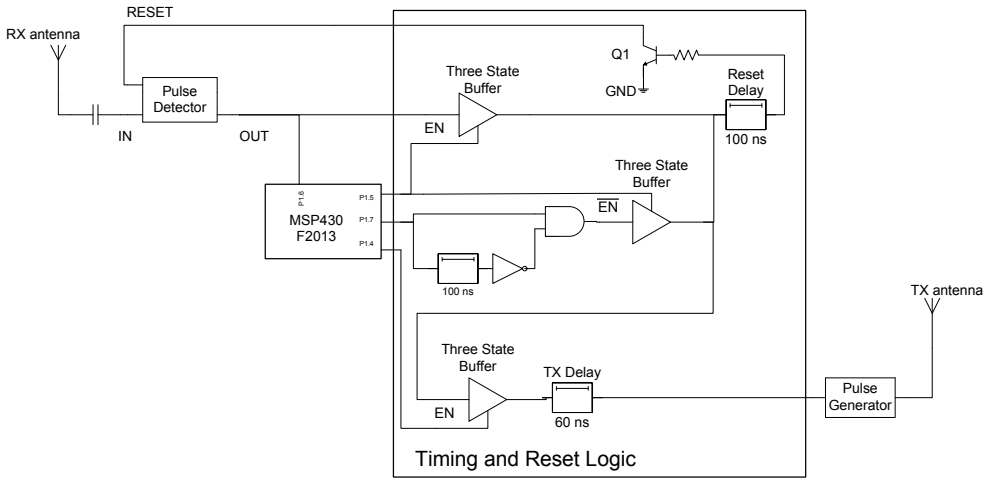 RESET
RX antenna
Pulse
Detector
IN
OUT
Q1
GND
Three State
Buffer
EN
Reset
Delay
100 ns
P1.6
P1.5
P1.7
P1.4
MSP430
F2013
Three State
Buffer
EN
100 ns
Three State
Buffer
EN
TX Delay
60 ns
TX antenna
Pulse
Generator
Timing and Reset Logic